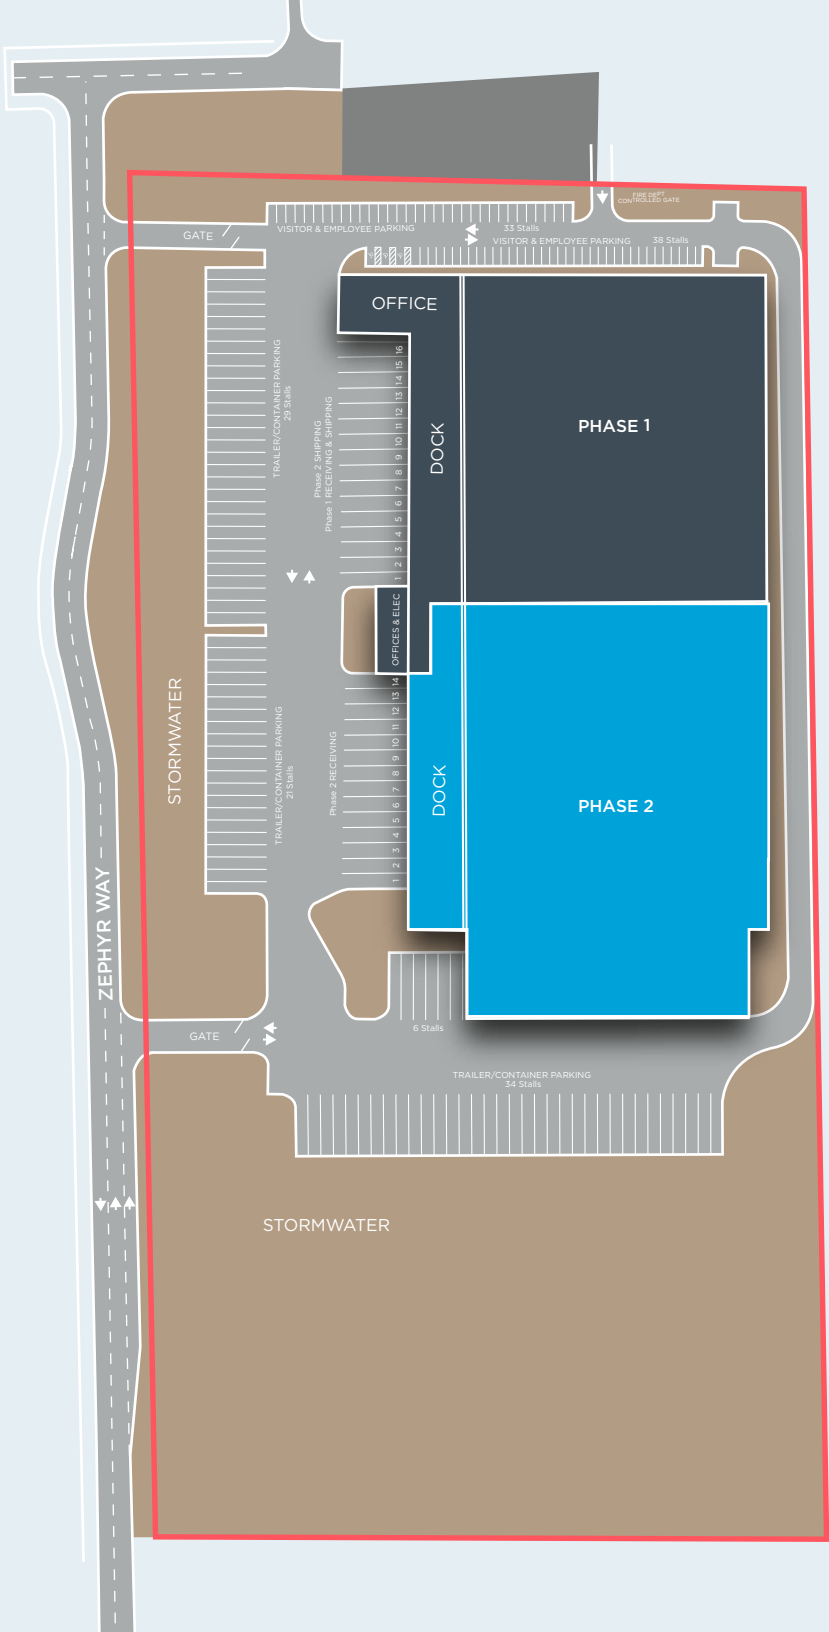 FIRE DEPT
CONTROLLED GATE
VISITOR & EMPLOYEE PARKING
33 Stalls
GATE
VISITOR & EMPLOYEE PARKING
38 Stalls
OFFICE
16
15
14
13
12
11
10
9
8
7
6
5
4
3
2
1
TRAILER/CONTAINER PARKING
29 Stalls
Phase 2 SHIPPING
Phase 1 RECEIVING & SHIPPING
DOCK
PHASE 1
OFFICES & ELEC
14
13
12
11
10
9
8
7
6
5
4
3
2
1
STORMWATER
TRAILER/CONTAINER PARKING
21 Stalls
Phase 2 RECEIVING
DOCK
PHASE 2
ZEPHYR WAY
GATE
6 Stalls
TRAILER/CONTAINER PARKING
34 Stalls
STORMWATER